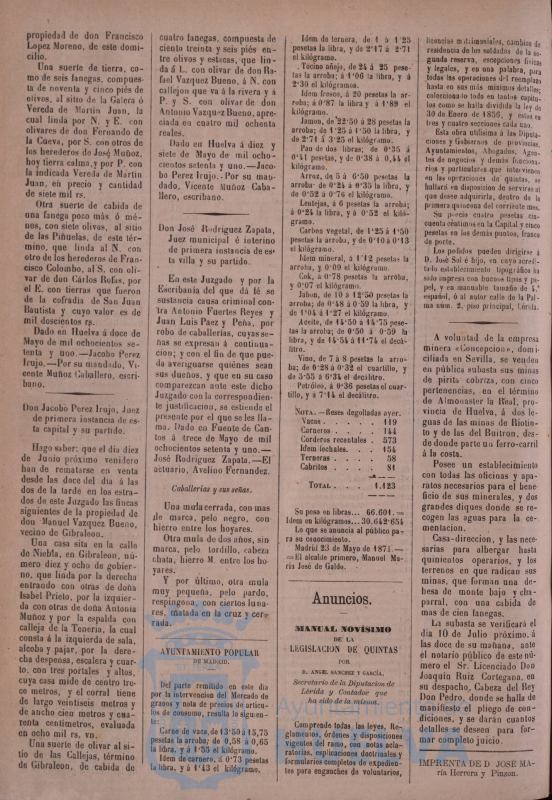 propiedad de don Francisco
Lopez Moreno, de este domi-
cilio.
Una suerte de tierra, co-
mo de seis fanegas, compues-
ta de noventa y cinco piés de
olivos, al sitio de la Galera ó
Vereda de Martin Juan, la
cual linda por N. y E. con
olivares de don Fernando de
la Cueva, por S. con otros de
los herederos de José Muñoz,
hoy tierra calma, y por P. con
la indicada Vereda de Martin
Juan, en precio y cantidad
de siete mil rs.
Otra suerte de cabida de
una fanega poco más ó mé-
nos, con siete olivas, al sitio
de las Piñuelas, de este tér-
mino, que linda al N. con
otro de los herederos de Fran-
cisco Colombo, al S. con oli-
var de don Cárlos Rofas, por
el E. con tierras que fueron
de la cofradía de San Juan
Bautista y cuyo valor es de
mil doscientos rs.
Dado en Huelva á doce de
Mayo de mil ochocientos se-
tenta y uno.—Jacobo Perez
Irujo.—Por su mandado, Vi-
cente Muñoz Caballero, escri-
bano.
Don Jacobo Perez Irujo, Juez de
primera instancia de es-
ta capital y su partido.
Hago saber: que el dia diez
de Junio próximo venidero
han de rematarse en venta
desde las doce del dia á las
dos de la tarde en los estra-
dos de este Juzgado las fincas
siguientes de la propiedad de
don Manuel Vazquez Bueno,
vecino de Gibraleon.
Una casa sita en la calle
de Niebla, en Gibraleon, nú-
mero diez y ocho de gobier-
no, que linda por la derecha
entrando con otras de doña
Isabel Prieto, por la izquier-
da con otras de doña Antonia
Muñoz y por la espalda con
calleja de la Teneria, la cual
consta á la izquierda de sala,
alcoba y pajar, por la dere-
cha despensa, escalera y cuar-
to, con tres portales y altos,
cuya casa mide de centro tre-
ce metros, y el corral tiene
de largo veintiseis metros y
de ancho cien metros y cua-
renta centímetros, evaluada
en ocho mil rs. vn.
Una suerte de olivar al si-
tio de las Callejas, término
de Gibraleon, de cabida de
cuatro fanegas, compuesta de
ciento treinta y seis piés en-
tre olivos y estacas, que lin-
da á L. con olivar de don Ra-
fael Vazquez Bueno, á N. con
callejon que va á la rivera y á
P. y S. con olivar de don
Antonio Vazquez Bueno, apre-
ciada en cuatro mil ochenta
reales.
Dado en Huelva á diez y
siete de Mayo de mil ocho-
cientos setenta y uno.—Jaco-
bo Perez Irujo.—Por su man-
dado, Vicente Muñoz Caba-
llero, escribano.
Don José Rodriguez Zapata,
Juez municipal é interino
de primera instancia de es-
ta villa y su partido.
En este Juzgado y por la
Escribanía del que dá fé se
sustancia causa criminal con-
tra Antonio Fuertes Reyes y
Juan Luis Paez y Peña, por
robo de caballerías, cuyas se-
ñas se expresan á continua-
cion; y con el fin de que pue-
da averiguarse quiénes sean
sus dueños, y que en su caso
comparezcan ante este dicho
Juzgado con la correspondien-
te justificacion, se estiende el
presente por el que se les lla-
ma. Dado en Fuente de Can-
tos á trece de Mayo de mil
ochocientos setenta y uno.—
José Rodriguez Zapata.—El
actuario, Avelino Fernandez.
Caballerías y sus señas.
Una mula cerrada, con mas
de marca, pelo negro, con
hierro entre los hoyares.
Otra mula de dos años, sin
marca, pelo tordillo, cabeza
chata, hierro M. entre los ho-
yares.
Y por último, otra mula
muy pequeña, pelo pardo,
respingona, con ciertos luna-
res, dañada en la cruz y cer-
rada.
AYUNTAMIENTO POPULAR
DE MADRID.
Del parte remitido en este dia
por la intervencion del Mercado de
granos y nota de precios de artícu-
los de consumo, resulta lo siguien-
te:
Carne de vaca, de 13'50 á 15,75
pesetas la arroba; de 0'58 á 0,65
la libra, y á 1'55 el kilógramo.
Idem de carnero, á 0'73 pesetas
la libra, y á 1'43 el kilógramo.
Idem de ternera, de 1 á 1'25
pesetas la libra, y de 2'17 á 2'71
el kilógramo.
Tocino añejo, de 24 á 25 pese-
tas la arroba; á 1'06 la libra, y á
2'30 el kilógramo.
Idem fresco, á 20 pesetas la ar-
roba; á 0'87 la libra y á 1'89 el
kilógramo.
Jamon, de 22'50 á 28 pesetas la
arroba; de 1'25 á 1'50 la libra, y
de 2'71 á 3'25 el kilógramo.
Pan de dos libras, de 0'35 á
0'41 pesetas, y de 0'38 á 0,44 el
kilógramo.
Arroz, de 5 á 6'50 pesetas la
arroba de 0'24 á 0'35 la libra, y
de 0'52 á 0'76 el kilógramo.
Lentejas, á 6 pesetas la arroba;
á 0'24 la libra, y á 0'52 el kiló-
gramo.
Carbon vegetal, de 1'25 á 1'50
pesetas la arroba, y de 0'10 á 0'13
el kilógramo.
Idem mineral, á 1'12 pesetas la
arroba, y á 0'09 el kilógramo.
Cok, á 0'78 pesetas la arroba,
y á 0'07 el kilógramo.
Jabon, de 10 á 12'50 pesetas la
arroba; de 0'48 á 0'59 la libra, y
de 1'04 á 1'27 el kilógramo.
Aceite, de 14'50 á 14'75 pese-
tas la arroba; de 0'50 á 0'59 la
libra, y de 11'54 á 11'74 el decá-
litro.
Vino, de 7 á 8 pesetas la arro-
ba; de 0'28 á 0'32 el cuartillo, y
de 5'55 á 6'34 el decálitro.
Petróleo, á 0'36 pesetas el cuar-
tillo, y á 7'14 el decálitro.
NOTA.—Reses degolladas ayer.
Vacas . . . . . 119
Carneros . . . . 144
Corderos recentales . 573
Idem lechales. . . . 154
Terneras . . . . 58
Cabritos . . . . 84
TOTAL . . . . 1.123
Su peso en libras... 66.601.—
Idem en kilógramos...30.642'654
Lo que se anuncia al público pa-
ra su conocimiento.
Madrid 23 de Mayo de 1871.—
=El alcalde primero, Manuel Ma-
ría José de Galdo.
Anuncios.
MANUAL NOVÍSIMO
DE LA
LEGISLACION DE QUINTAS
POR
D. ANGEL SANCHEZ Y GARCÍA,
Secretario de la Diputacion de
Lérida y Contador que
ha sido de la misma.
Comprende todas las leyes, Re-
glamentos, órdenes y disposiciones
vigentes del ramo, con notas acla-
ratorias, esplicaciones doctrinales y
formularios completos de expedien-
tes para enganches de voluntarios,
licencias matrimoniales, cambios de
residencia de los soldados de la se-
gunda reserva, excepciones físicas
y legales, y en una palabra, para
todas las operaciones del reemplazo
hasta en sus más mínimos detalles;
coleccionado todo en tantos capítu-
los como se halla dividida la ley de
30 de Enero de 1856, y estos en
tres y cuatro secciones cada uno.
Esta obra utilísima á las Diputa-
ciones y Gobiernos de provincias,
Ayuntamientos, Abogados, Agen-
tes de negocios y demás funciona-
rios y particulares que intervienen
en las operaciones de quintas, se
hallará en disposicion de servirse al
que desee adquirirla, dentro de la
primera quincena del corriente mes.
Su precio cuatro pesetas cin-
cuenta céntimos en la Capital y cinco
pesetas en los demás puntos, franco
de porte.
Los pedidos pueden dirigirse á
D. José Sol é hijo, en cuyo acredi-
tado establecimiento tipográfico ha
sido impresa con buenos tipos y pa-
pel, y en manuable tamaño de 4.°
español, ó al autor calle de la Pal-
ma núm. 2. piso principal, Lérida.
A voluntad de la empresa
minera «Concepcion», domi-
ciliada en Sevilla, se venden
en pública subasta sus minas
de pirita cobriza, con cinco
pertenencias, en el término
de Almonaster la Real, pro-
vincia de Huelva, á dos le-
guas de las minas de Riotin-
to y de las del Buitron, des-
de donde parte un ferro-carril
á la costa.
Posee un establecimiento
con todas las oficinas y apa-
ratos necesarios para el bene-
ficio de sus minerales, y dos
grandes diques donde se re-
cogen las aguas para la ce-
mentacion.
Casa-direccion, y las nece-
sarias para albergar hasta
quinientos operarios, y los
terrenos en que radican sus
minas, que forman una de-
hesa de monte bajo y cha-
parral, con una cabida de
mas de cien fanegas.
La subasta se verificará el
dia 10 de Julio próximo, á
las doce de su mañana, ante
el notario público de este nú-
mero el Sr. Licenciado Don
Joaquin Ruiz Cortegana, en
su despacho, Cabeza del Rey
Don Pedro, donde se halla de
manifiesto el pliego de con-
diciones, y se darán cuantos
detalles se deseen para for-
mar completo juicio.
IMPRENTA DE D JOSÉ MA-
ría Herrera y Pinzon.